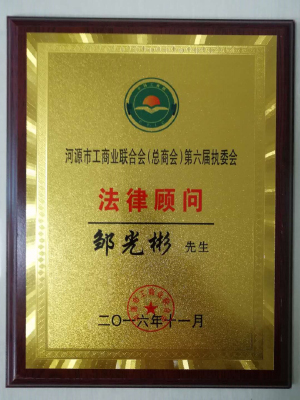 河源市工商业联合会(总商会)第六届执委会
法律顾问
邹光彬 先生
二〇一六年十一月